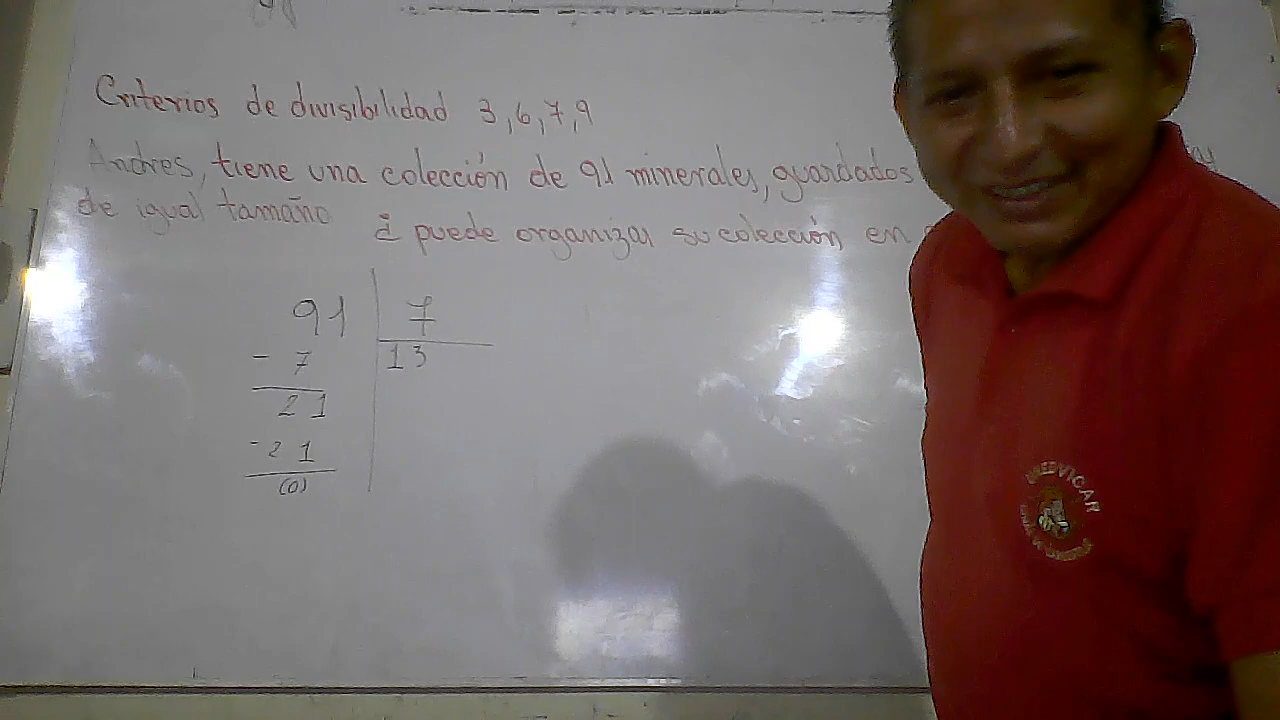 Criterios de divisibilidad 3,6,7,9
Andres, tiene una colección de 91 minerales, guardados
de igual tamaño ¿ puede organizar su colección en
91 7
- 7 13
21
-21
(0)
UNEDVICAR